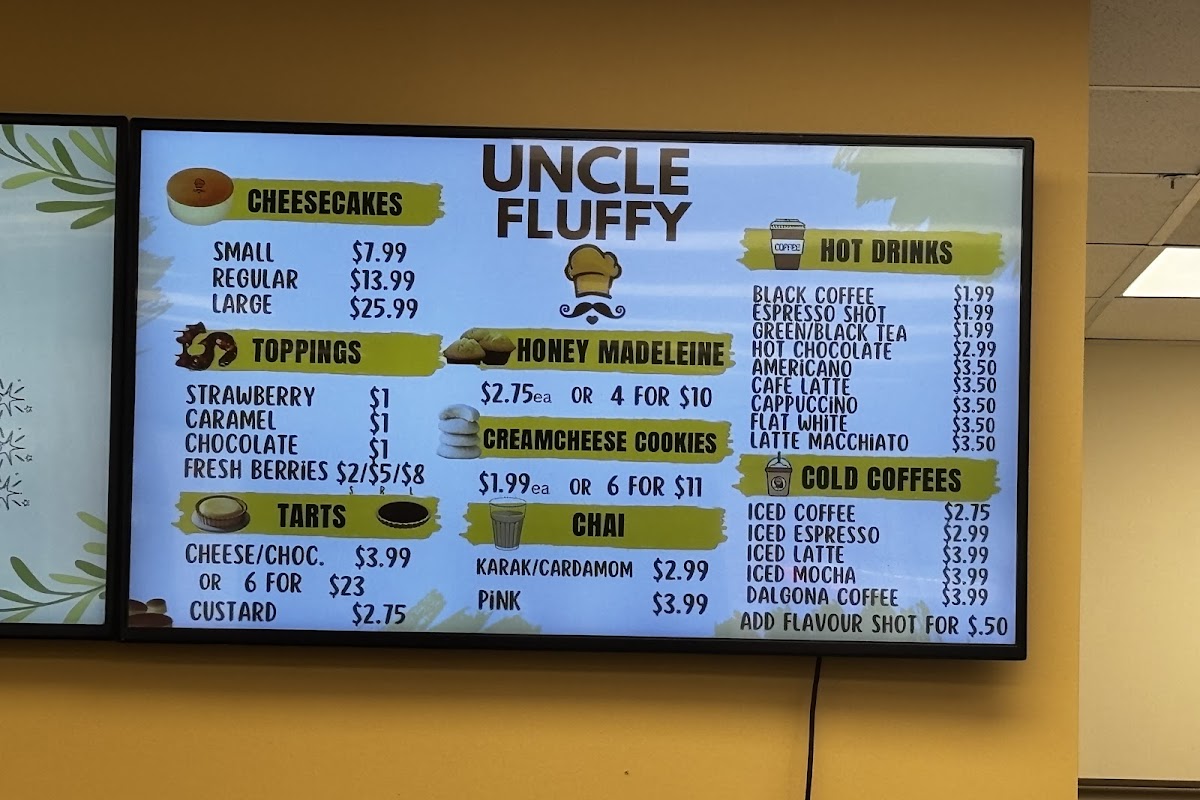 UNCLE
FLUFFY
CHEESECAKES
SMALL $7.99
REGULAR $13.99
LARGE $25.99
TOPPINGS
STRAWBERRY $1
CARAMEL $1
CHOCOLATE $1
FRESH BERRIES $2/$5/$8
S R L
TARTS
CHEESE/CHOC. $3.99
OR 6 FOR $23
CUSTARD $2.75
HONEY MADELEINE
$2.75ea OR 4 FOR $10
CREAMCHEESE COOKIES
$1.99ea OR 6 FOR $11
CHAI
KARAK/CARDAMOM $2.99
PINK $3.99
COFFEE
HOT DRINKS
BLACK COFFEE $1.99
ESPRESSO SHOT $1.99
GREEN/BLACK TEA $1.99
HOT CHOCOLATE $2.99
AMERICANO $3.50
CAFE LATTE $3.50
CAPPUCCINO $3.50
FLAT WHITE $3.50
LATTE MACCHIATO $3.50
COLD COFFEES
ICED COFFEE $2.75
ICED ESPRESSO $2.99
ICED LATTE $3.99
ICED MOCHA $3.99
DALGONA COFFEE $3.99
ADD FLAVOUR SHOT FOR $.50